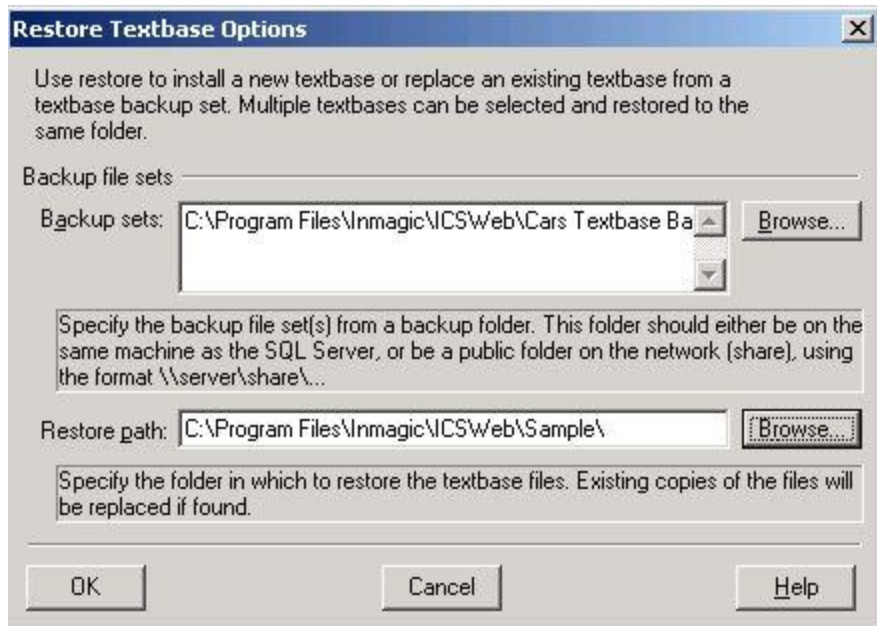 Restore Textbase Options
Use restore to install a new textbase or replace an existing textbase from a
textbase backup set. Multiple textbases can be selected and restored to the
same folder.
Backup file sets
Backup sets: C:\Program Files\Inmagic\ICSWeb\Cars Textbase Ba Browse...
Specify the backup file set(s) from a backup folder. This folder should either be on the
same machine as the SQL Server, or be a public folder on the network (share), using
the format \\server\share\...
Restore path: C:\Program Files\Inmagic\ICSWeb\Sample\ Browse...
Specify the folder in which to restore the textbase files. Existing copies of the files will
be replaced if found.
OK Cancel Help